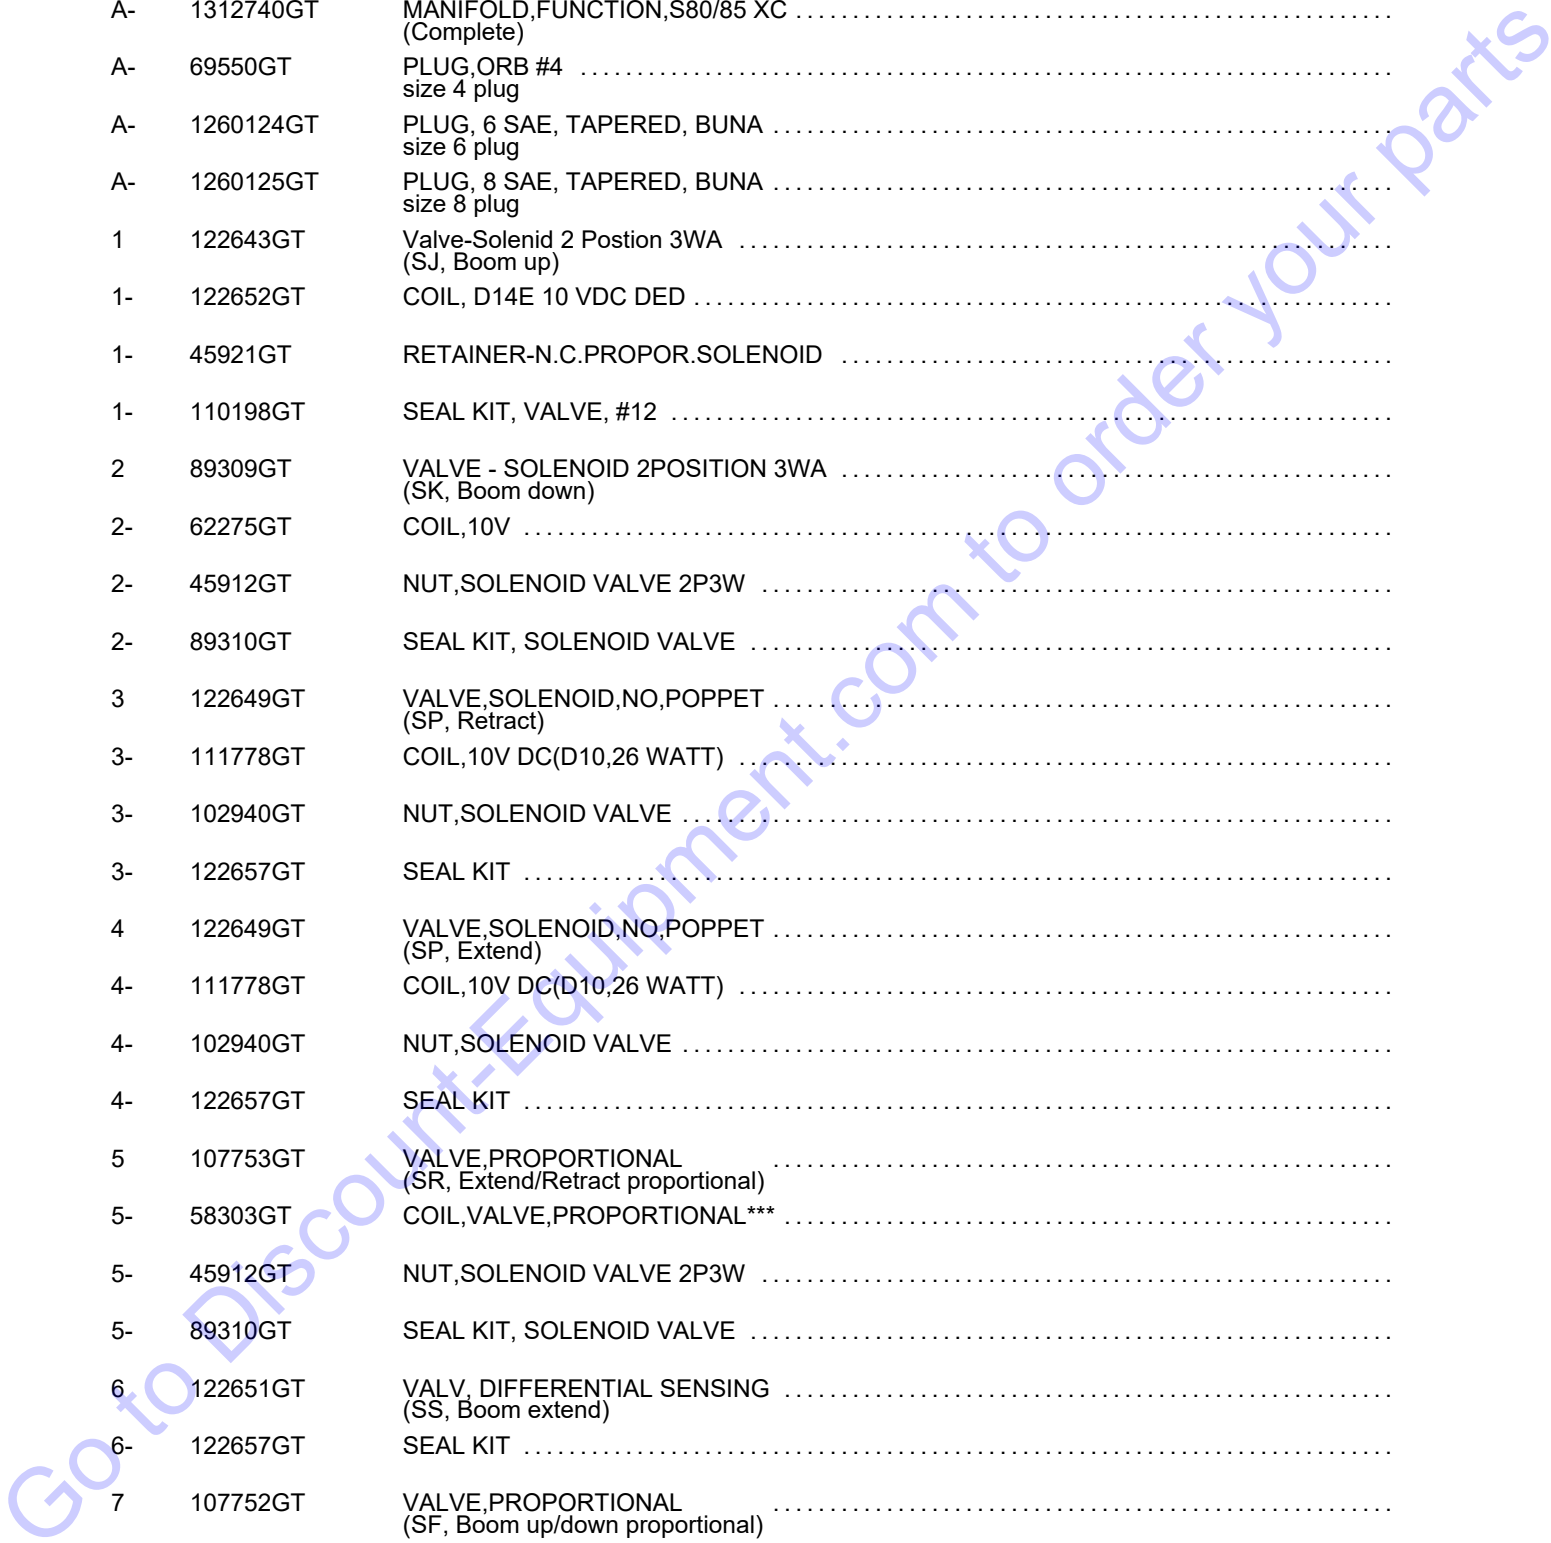 A- 1312740GT MANIFOLD,FUNCTION,S80/85 XC
(Complete)
A- 69550GT PLUG,ORB #4
size 4 plug
A- 1260124GT PLUG, 6 SAE, TAPERED, BUNA
size 6 plug
A- 1260125GT PLUG, 8 SAE, TAPERED, BUNA
size 8 plug
1 122643GT Valve-Solenid 2 Postion 3WA
(SJ, Boom up)
1- 122652GT COIL, D14E 10 VDC DED
1- 45921GT RETAINER-N.C.PROPOR.SOLENOID
1- 110198GT SEAL KIT, VALVE, #12
2 89309GT VALVE - SOLENOID 2POSITION 3WA
(SK, Boom down)
2- 62275GT COIL,10V
2- 45912GT NUT,SOLENOID VALVE 2P3W
2- 89310GT SEAL KIT, SOLENOID VALVE
3 122649GT VALVE,SOLENOID,NO,POPPET
(SP, Retract)
3- 111778GT COIL,10V DC(D10,26 WATT)
3- 102940GT NUT,SOLENOID VALVE
3- 122657GT SEAL KIT
4 122649GT VALVE,SOLENOID,NO,POPPET
(SP, Extend)
4- 111778GT COIL,10V DC(D10,26 WATT)
4- 102940GT NUT,SOLENOID VALVE
4- 122657GT SEAL KIT
5 107753GT VALVE,PROPORTIONAL
(SR, Extend/Retract proportional)
5- 58303GT COIL,VALVE,PROPORTIONAL***
5- 45912GT NUT,SOLENOID VALVE 2P3W
5- 89310GT SEAL KIT, SOLENOID VALVE
6 122651GT VALV, DIFFERENTIAL SENSING
(SS, Boom extend)
6- 122657GT SEAL KIT
7 107752GT VALVE,PROPORTIONAL
(SF, Boom up/down proportional)
Go to Discount-Equipment.com to order your parts